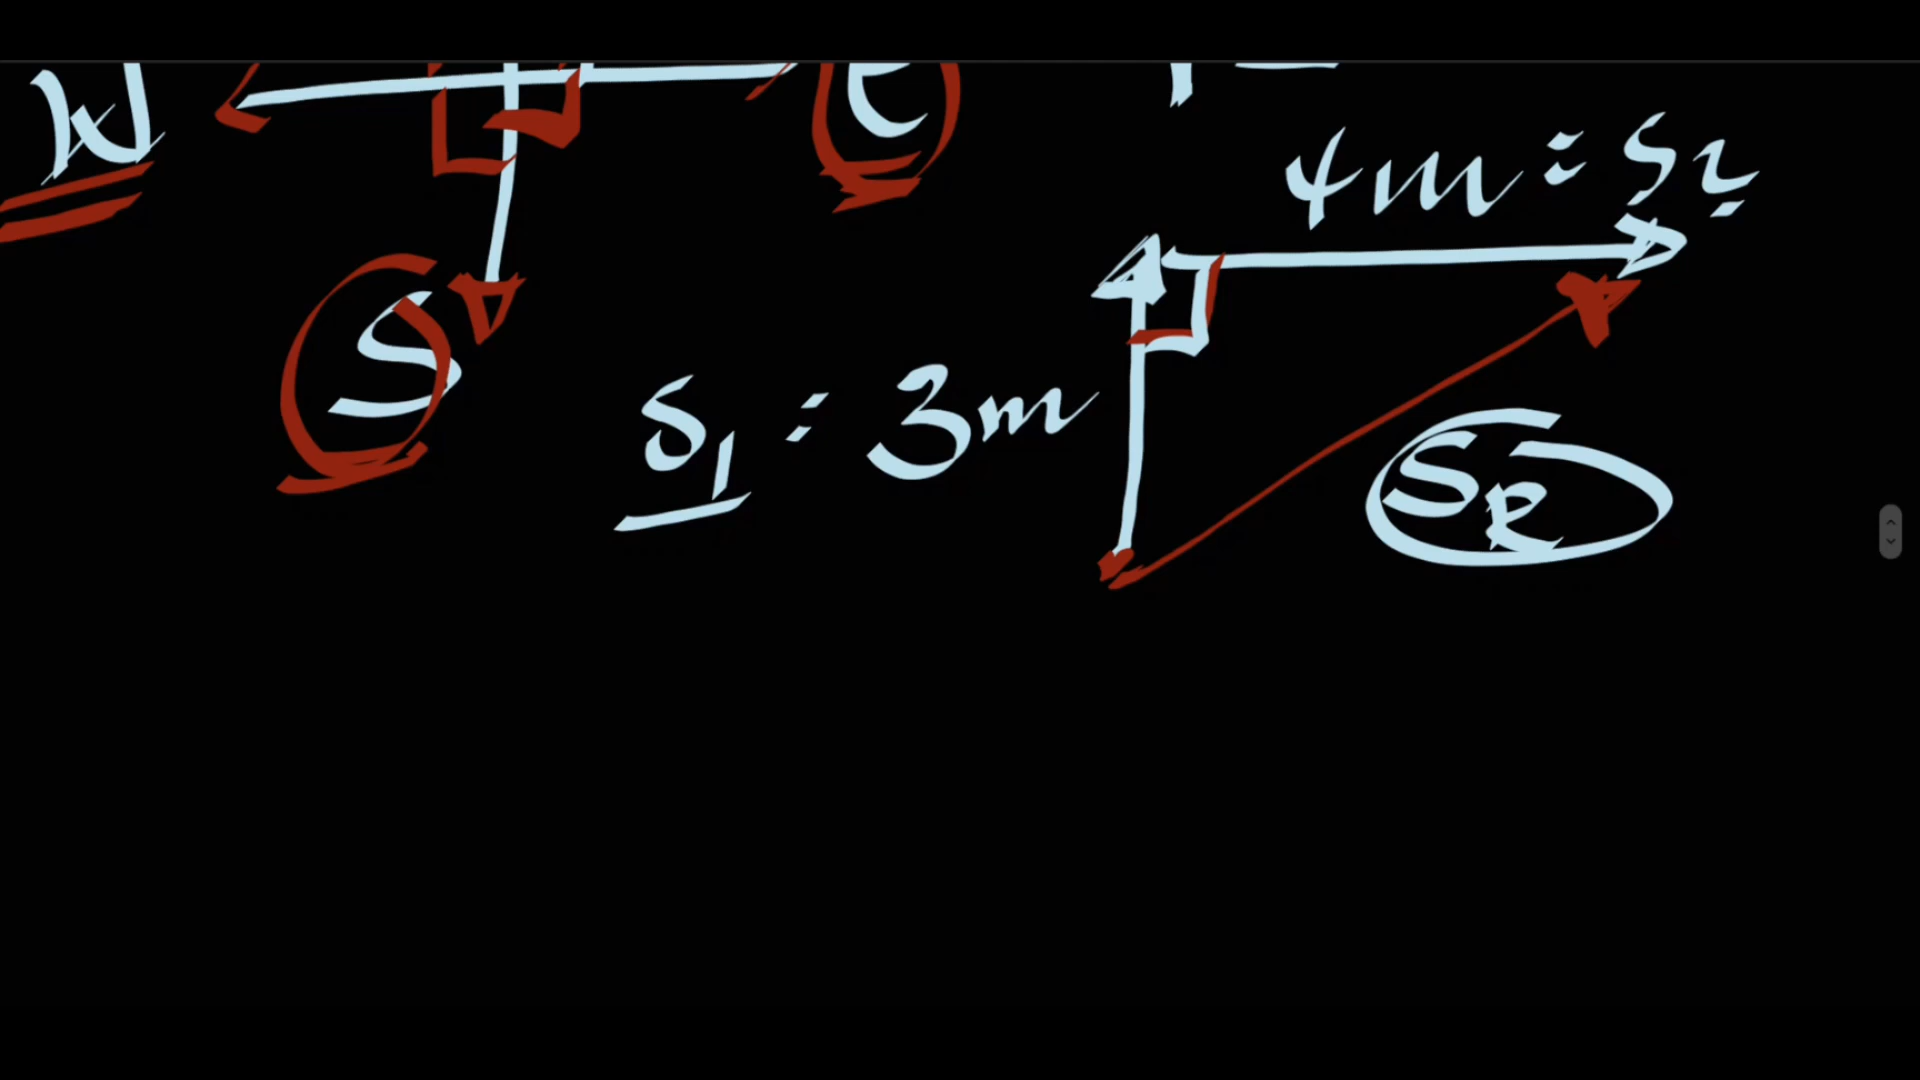 W
E
4m = S2
S
S1 = 3m
SR